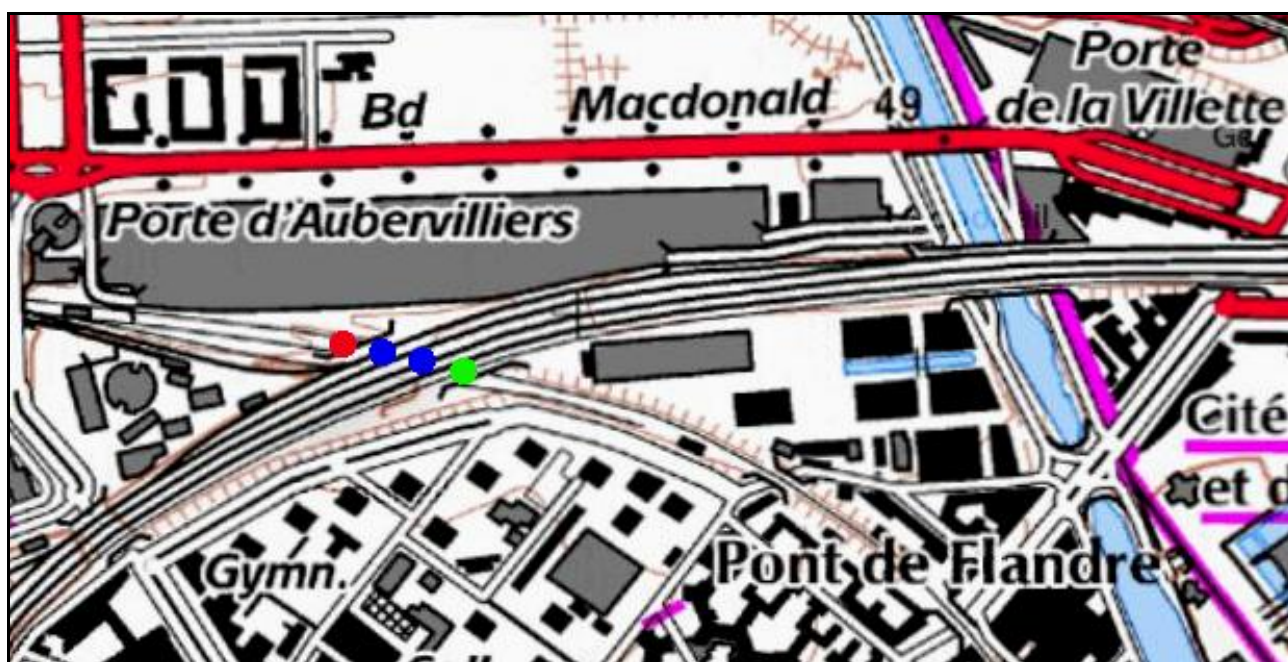 Porte
de la Villette
Bd Macdonald 49
Porte d'Aubervilliers
Cité
et d
Gymn.
Pont de Flandre